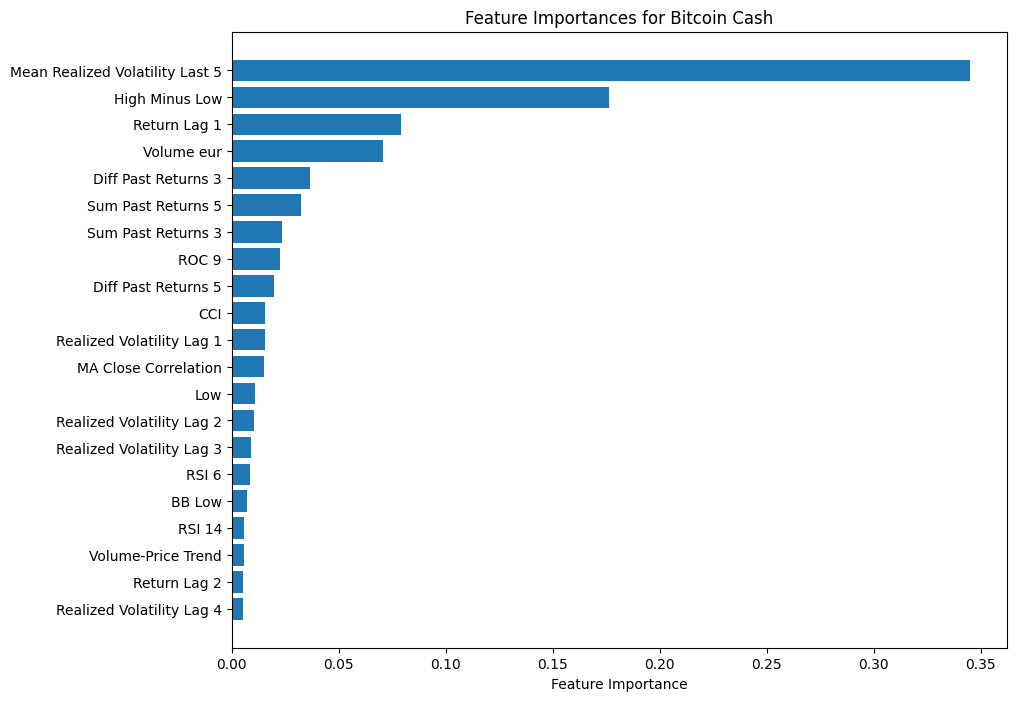 Feature Importances for Bitcoin Cash
Mean Realized Volatility Last 5
High Minus Low
Return Lag 1
Volume eur
Diff Past Returns 3
Sum Past Returns 5
Sum Past Returns 3
ROC 9
Diff Past Returns 5
CCI
Realized Volatility Lag 1
MA Close Correlation
Low
Realized Volatility Lag 2
Realized Volatility Lag 3
RSI 6
BB Low
RSI 14
Volume-Price Trend
Return Lag 2
Realized Volatility Lag 4
0.00 0.05 0.10 0.15 0.20 0.25 0.30 0.35
Feature Importance